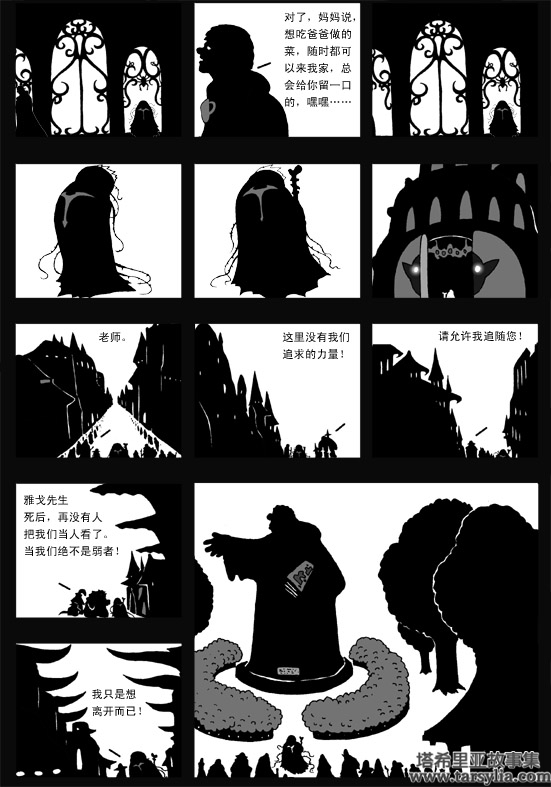 对了，妈妈说，
想吃爸爸做的
菜，随时都可
以来我家，总
会给你留一口
的，嘿嘿……
老师。
这里没有我们
追求的力量！
请允许我追随您！
雅戈先生
死后，再没有人
把我们当人看了。
当我们绝不是弱者！
我只是想
离开而已！
塔希里亚故事集
www.tarsylia.com